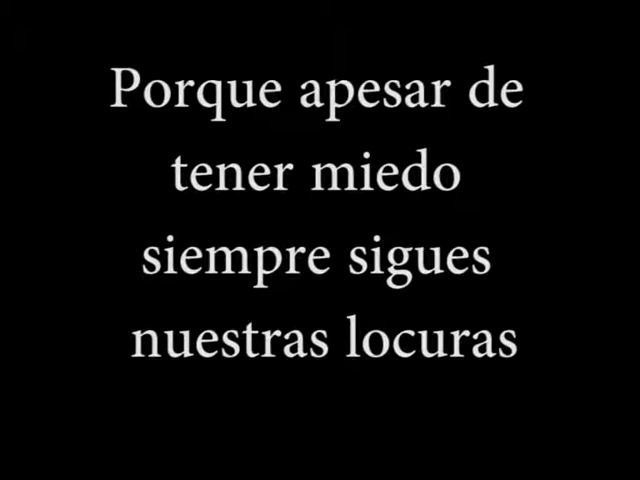 Porque apesar de
tener miedo
siempre sigues
nuestras locuras